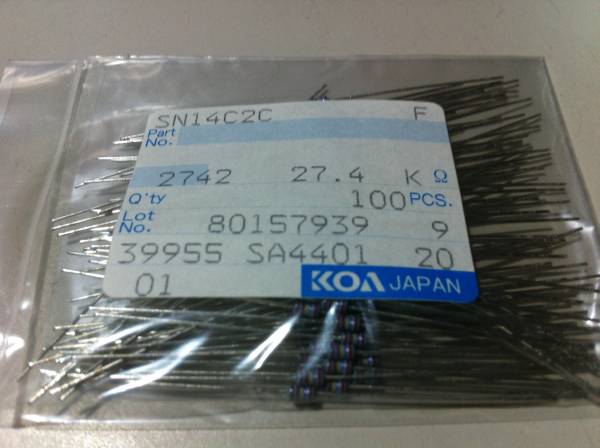 SN14C2C F
Part
No.
2742 27.4 K Ω
Q'ty 100 PCS.
Lot
No. 80157939 9
39955 SA4401 20
01 KOA JAPAN